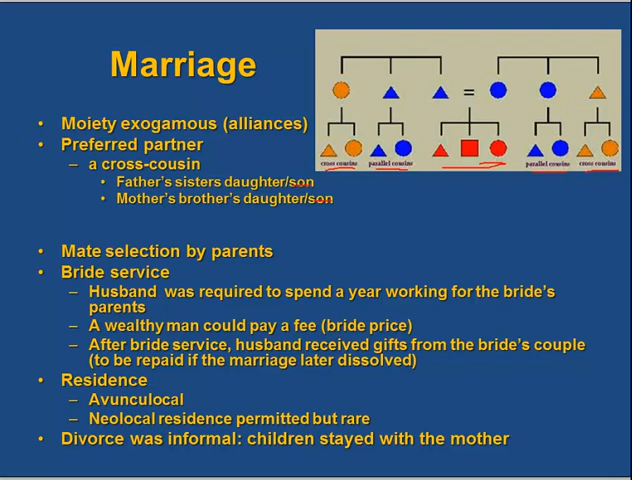 Marriage
=
cross cousins
parallel cousins
parallel cousins
cross cousins
• Moiety exogamous (alliances)
• Preferred partner
– a cross-cousin
• Father's sisters daughter/son
• Mother's brother's daughter/son
• Mate selection by parents
• Bride service
– Husband was required to spend a year working for the bride's
parents
– A wealthy man could pay a fee (bride price)
– After bride service, husband received gifts from the bride's couple
(to be repaid if the marriage later dissolved)
• Residence
– Avunculocal
– Neolocal residence permitted but rare
• Divorce was informal: children stayed with the mother